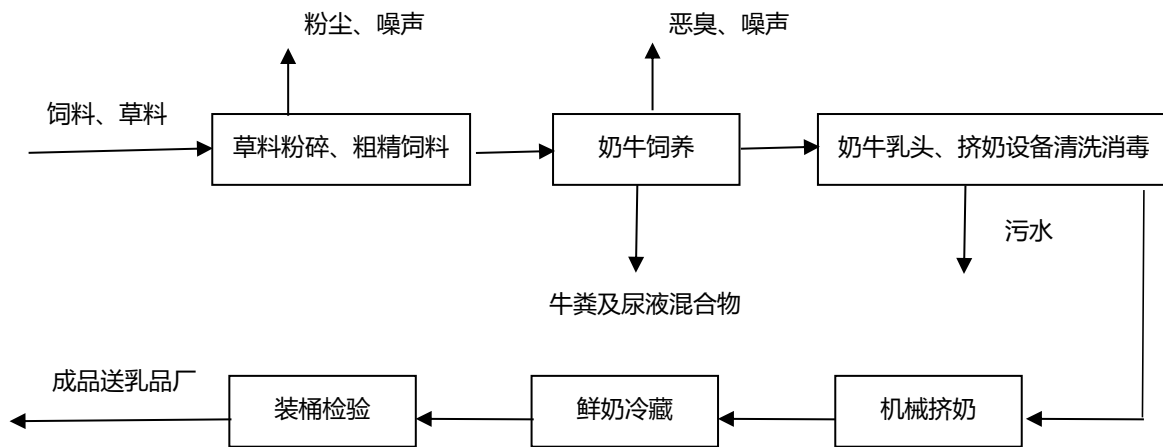 粉尘、噪声
恶臭、噪声
饲料、草料
草料粉碎、粗精饲料
奶牛饲养
奶牛乳头、挤奶设备清洗消毒
污水
牛粪及尿液混合物
成品送乳品厂
装桶检验
鲜奶冷藏
机械挤奶